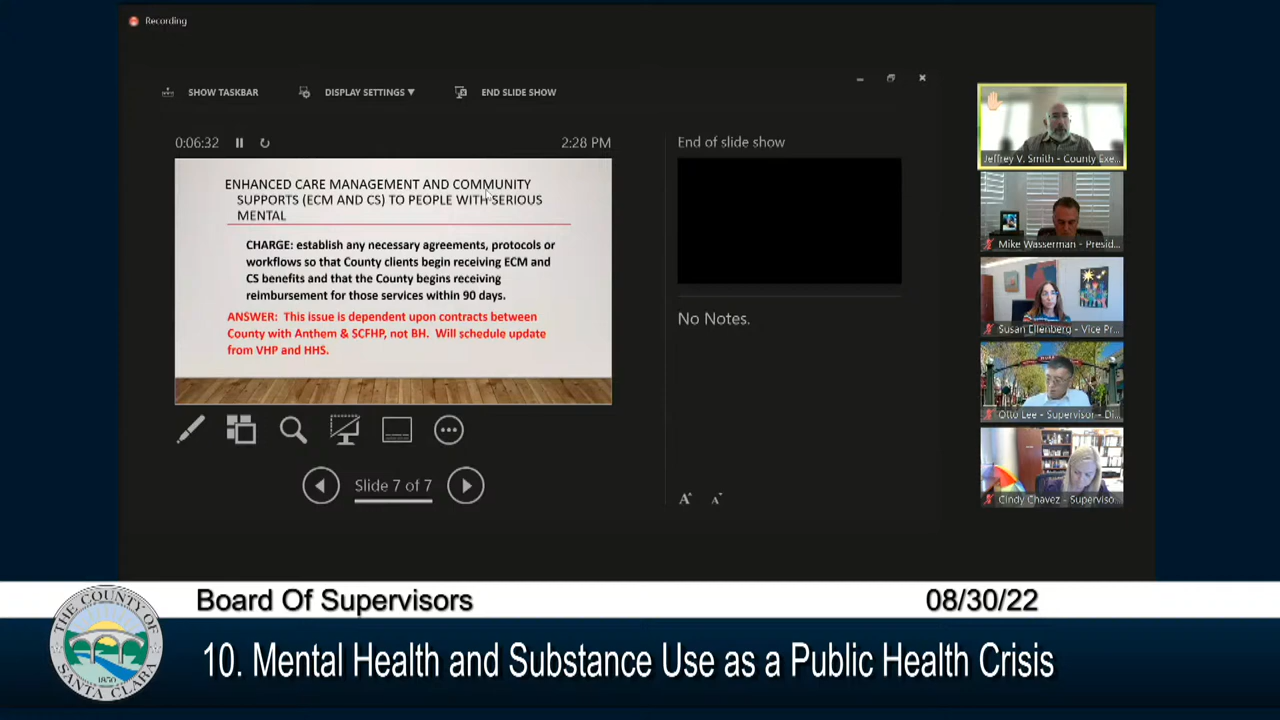 Recording
SHOW TASKBAR
DISPLAY SETTINGS ▼
END SLIDE SHOW
0:06:32
2:28 PM
End of slide show
ENHANCED CARE MANAGEMENT AND COMMUNITY
SUPPORTS (ECM AND CS) TO PEOPLE WITH SERIOUS
MENTAL
CHARGE: establish any necessary agreements, protocols or
workflows so that County clients begin receiving ECM and
CS benefits and that the County begins receiving
reimbursement for those services within 90 days.
ANSWER: This issue is dependent upon contracts between
County with Anthem & SCFHP, not BH. Will schedule update
from VHP and HHS.
No Notes.
Slide 7 of 7
A A
Jeffrey V. Smith - County Exe...
Mike Wasserman - Presid...
Susan Ellenberg - Vice Pr...
Otto Lee - Supervisor - Di...
Cindy Chavez - Superviso...
Board Of Supervisors
08/30/22
THE COUNTY OF
SANTA CLARA
1850
10. Mental Health and Substance Use as a Public Health Crisis